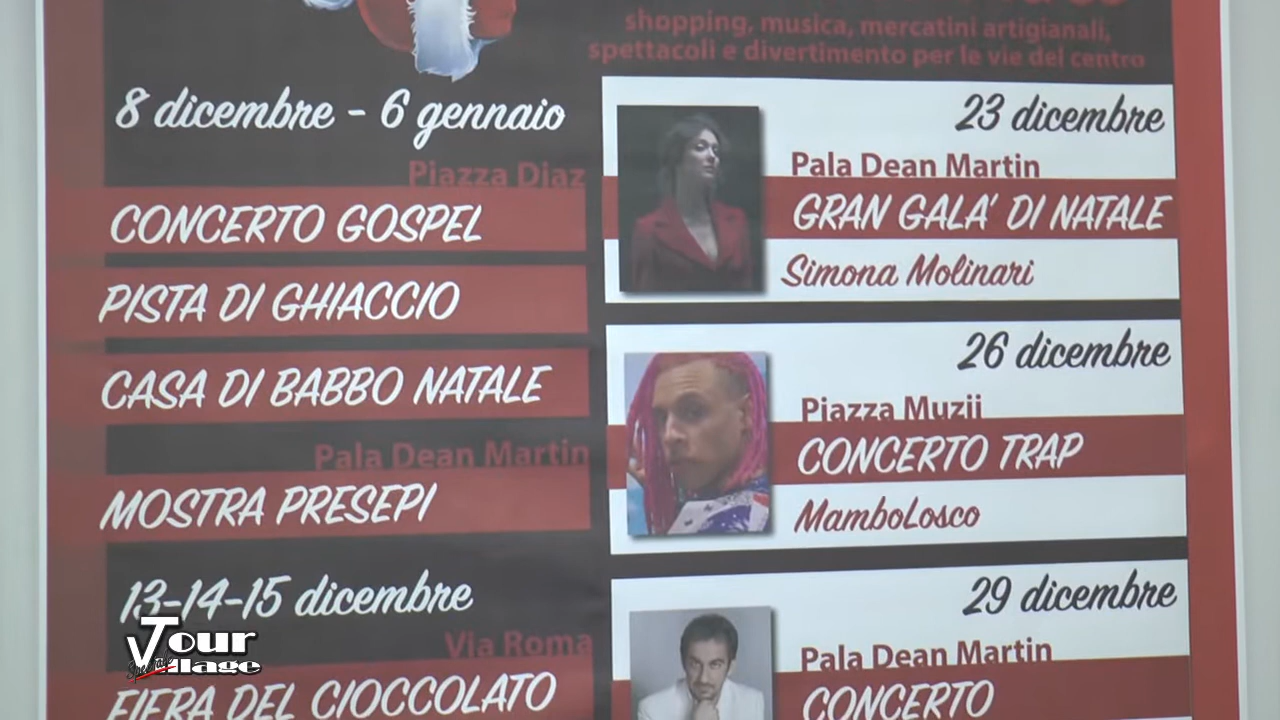 shopping, musica, mercatini artigianali,
spettacoli e divertimento per le vie del centro
8 dicembre - 6 gennaio
Piazza Diaz
CONCERTO GOSPEL
PISTA DI GHIACCIO
CASA DI BABBO NATALE
Pala Dean Martin
MOSTRA PRESEPI
13-14-15 dicembre
Via Roma
FIERA DEL CIOCCOLATO
23 dicembre
Pala Dean Martin
GRAN GALA' DI NATALE
Simona Molinari
26 dicembre
Piazza Muzii
CONCERTO TRAP
MamboLosco
29 dicembre
Pala Dean Martin
CONCERTO
Tour
Village